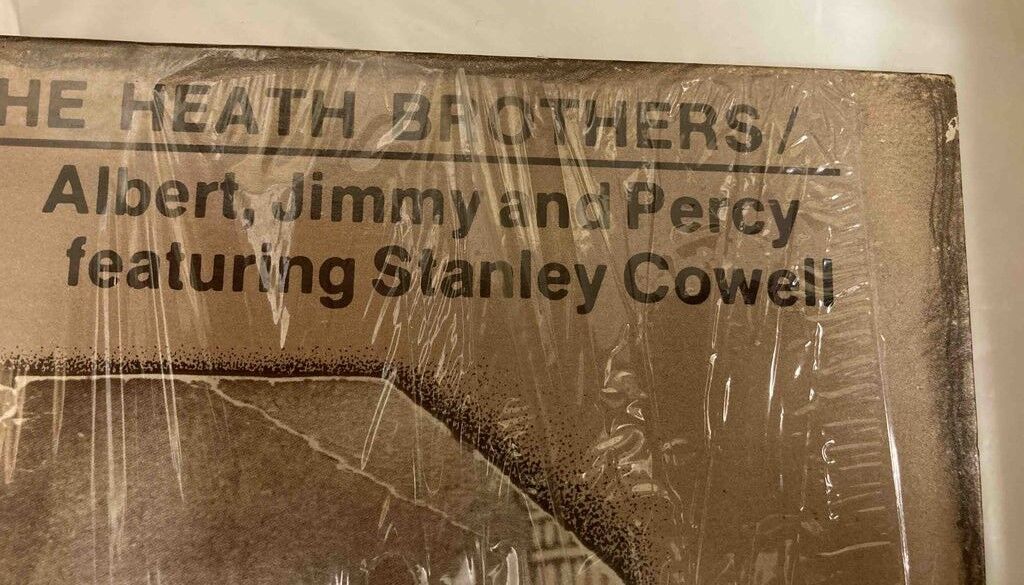 HE HEATH BROTHERS/
Albert, Jimmy and Percy
featuring Stanley Cowell